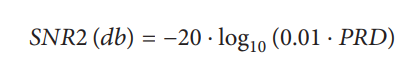 SNR2 (db) = −20 · log₁₀ (0.01 · PRD)